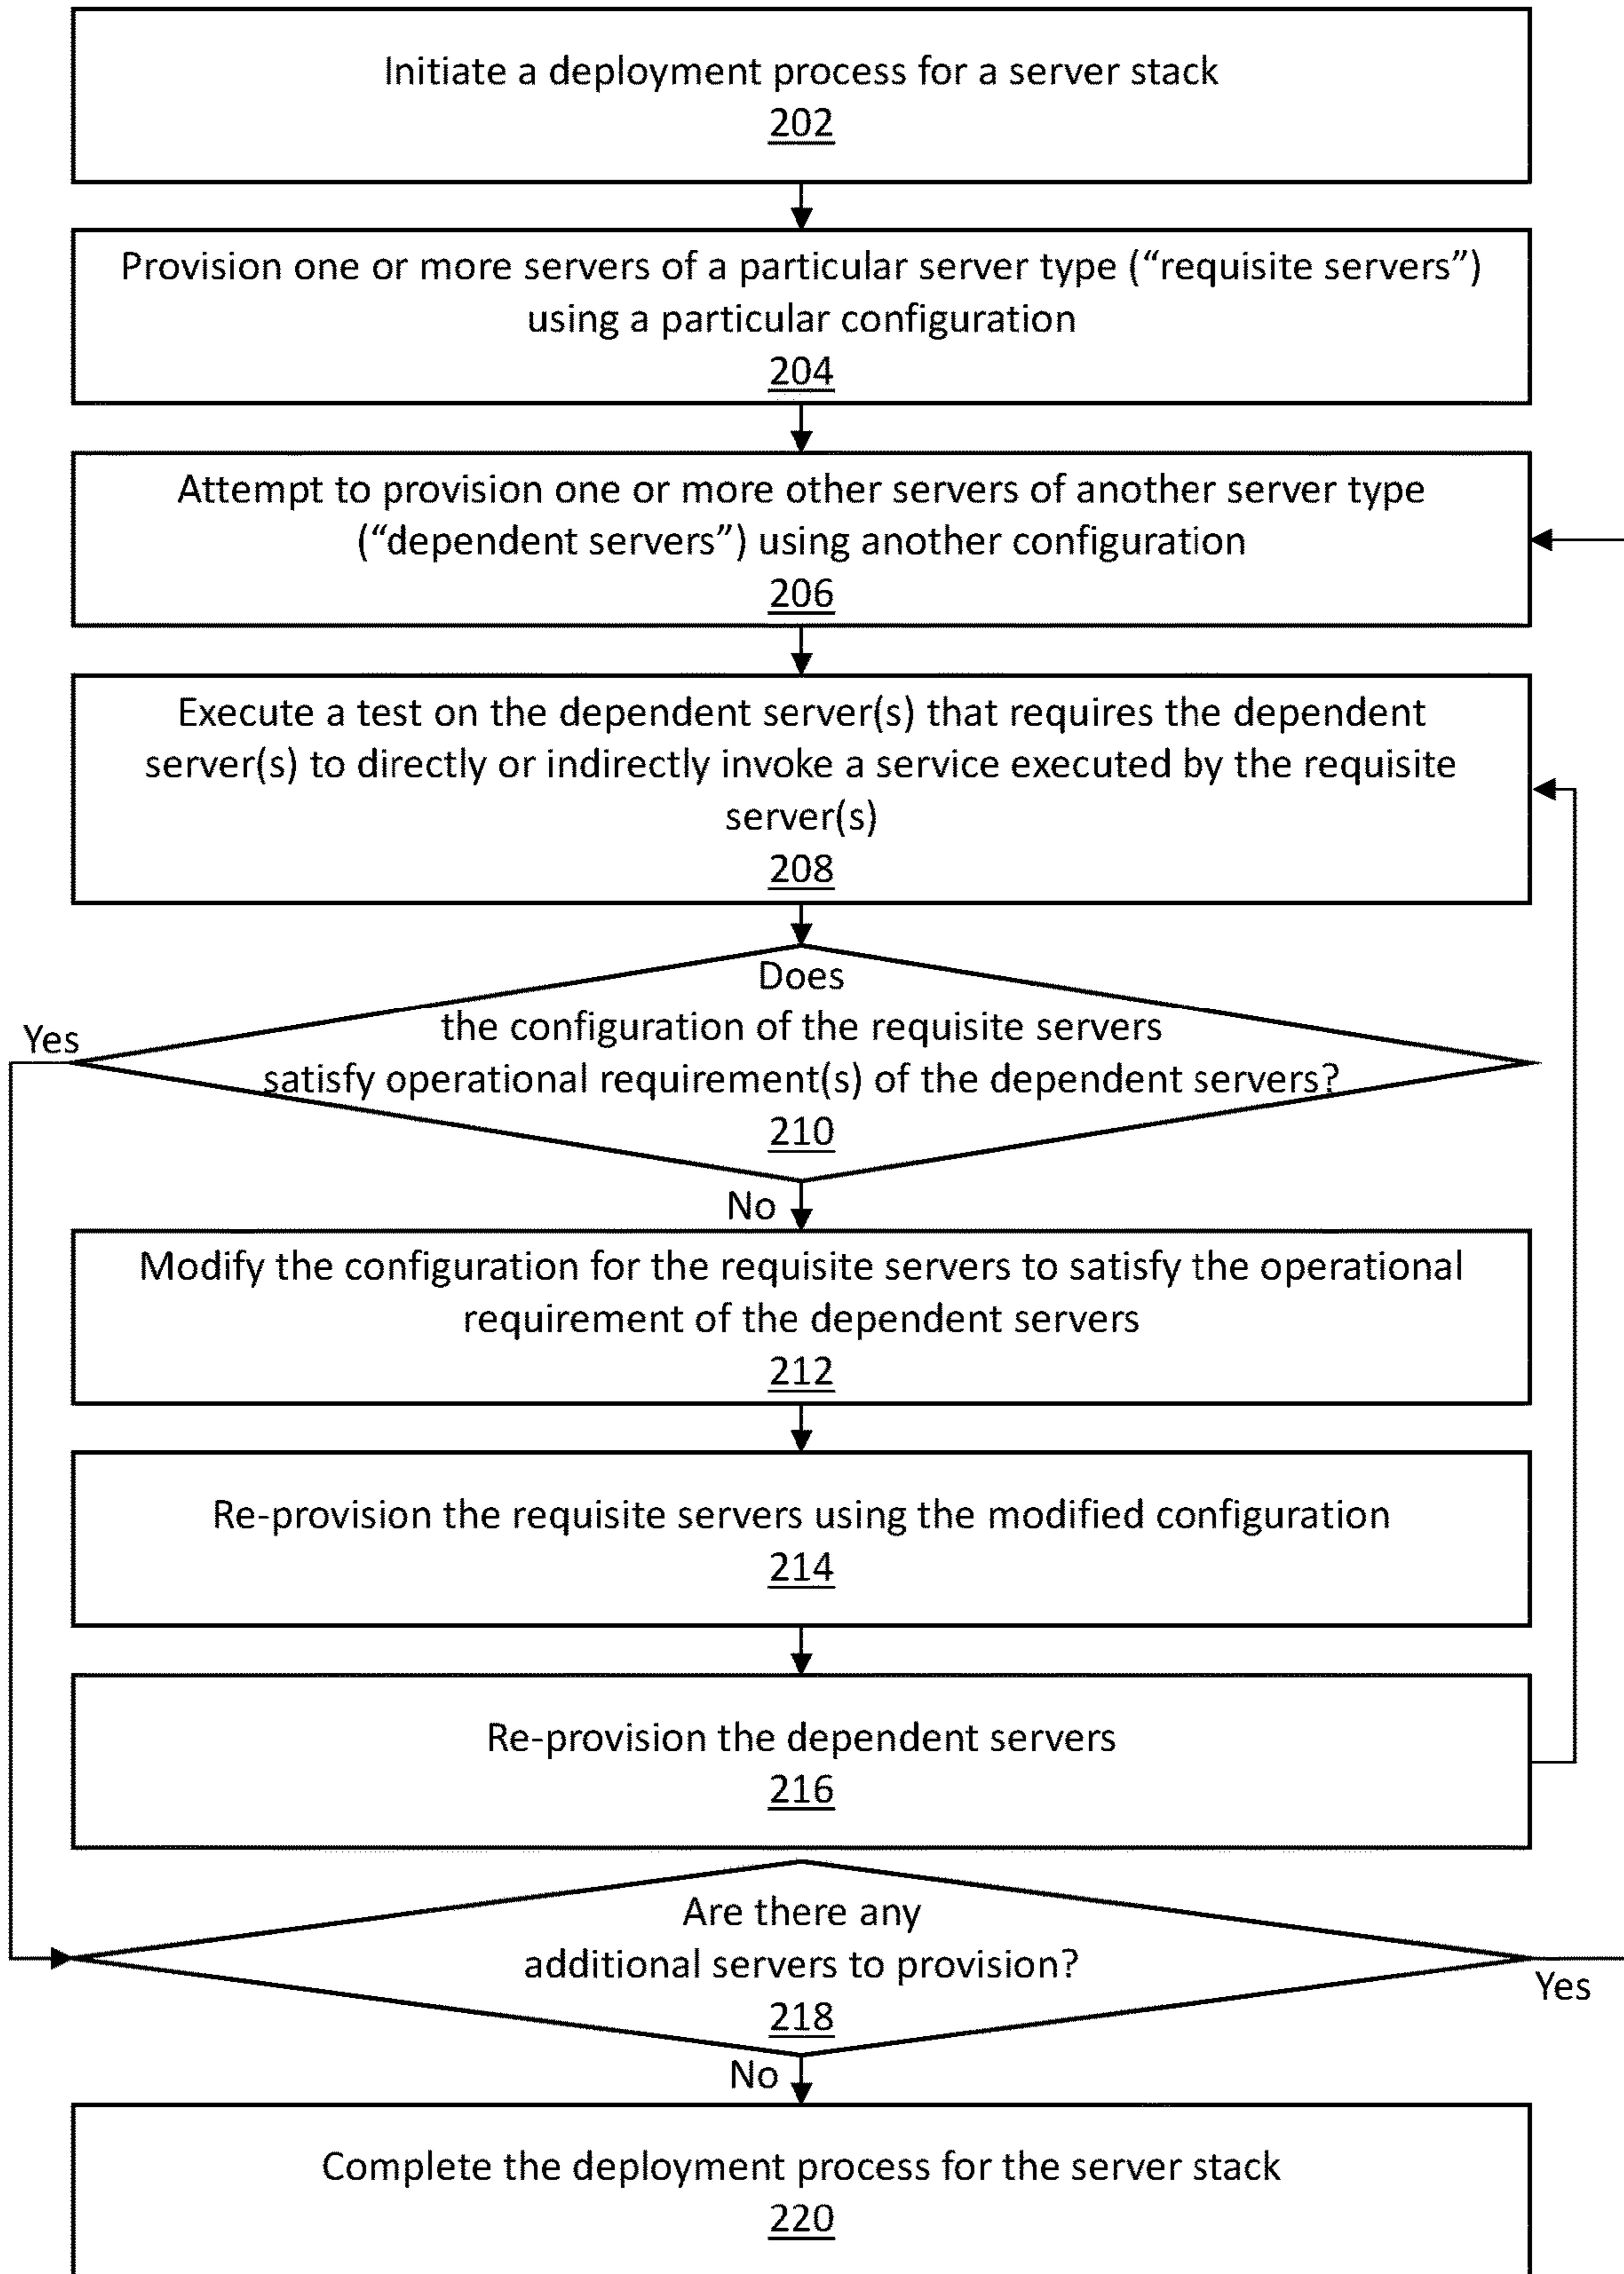 Initiate a deployment process for a server stack
202
Provision one or more servers of a particular server type (“requisite servers”)
using a particular configuration
204
Attempt to provision one or more other servers of another server type
(“dependent servers”) using another configuration
206
Execute a test on the dependent server(s) that requires the dependent
server(s) to directly or indirectly invoke a service executed by the requisite
server(s)
208
Does
the configuration of the requisite servers
satisfy operational requirement(s) of the dependent servers?
210
Yes
No
Modify the configuration for the requisite servers to satisfy the operational
requirement of the dependent servers
212
Re-provision the requisite servers using the modified configuration
214
Re-provision the dependent servers
216
Are there any
additional servers to provision?
218
Yes
No
Complete the deployment process for the server stack
220